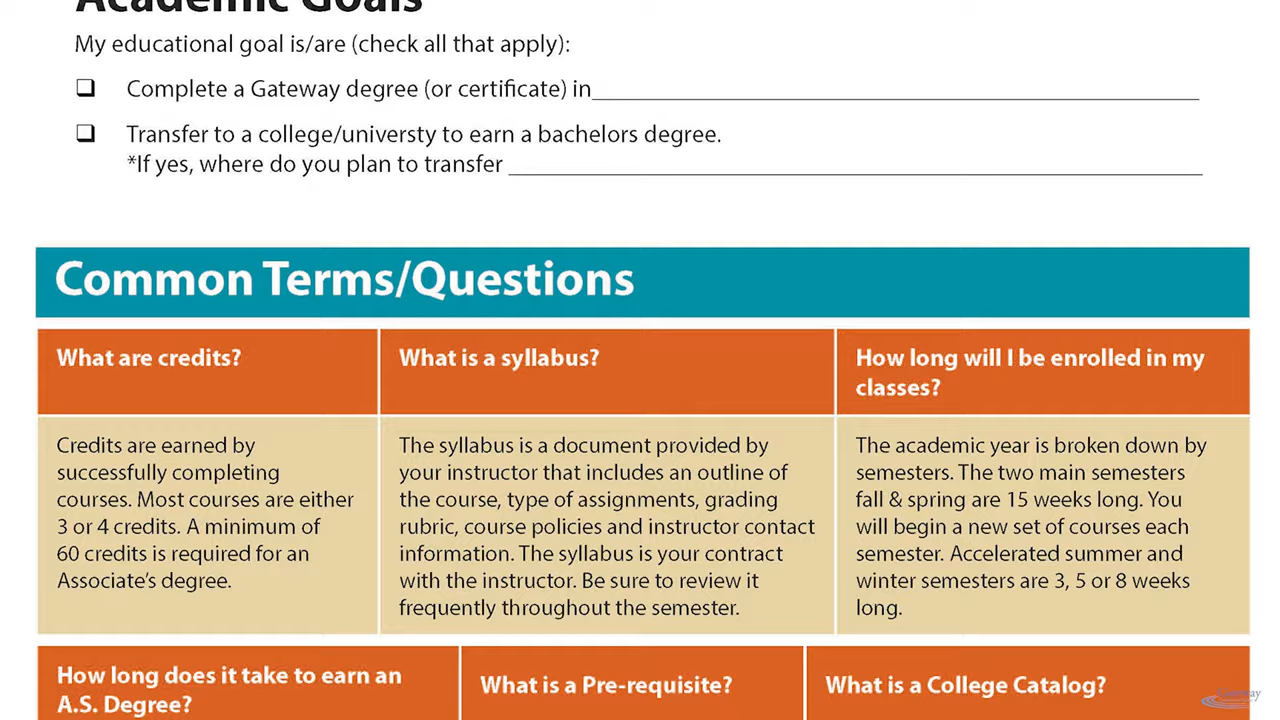 Academic Goals
My educational goal is/are (check all that apply):
Complete a Gateway degree (or certificate) in
Transfer to a college/universty to earn a bachelors degree.
*If yes, where do you plan to transfer
Common Terms/Questions
What are credits?
Credits are earned by
successfully completing
courses. Most courses are either
3 or 4 credits. A minimum of
60 credits is required for an
Associate's degree.
What is a syllabus?
The syllabus is a document provided by
your instructor that includes an outline of
the course, type of assignments, grading
rubric, course policies and instructor contact
information. The syllabus is your contract
with the instructor. Be sure to review it
frequently throughout the semester.
How long will I be enrolled in my
classes?
The academic year is broken down by
semesters. The two main semesters
fall & spring are 15 weeks long. You
will begin a new set of courses each
semester. Accelerated summer and
winter semesters are 3, 5 or 8 weeks
long.
How long does it take to earn an
A.S. Degree?
What is a Pre-requisite?
What is a College Catalog?
Gateway